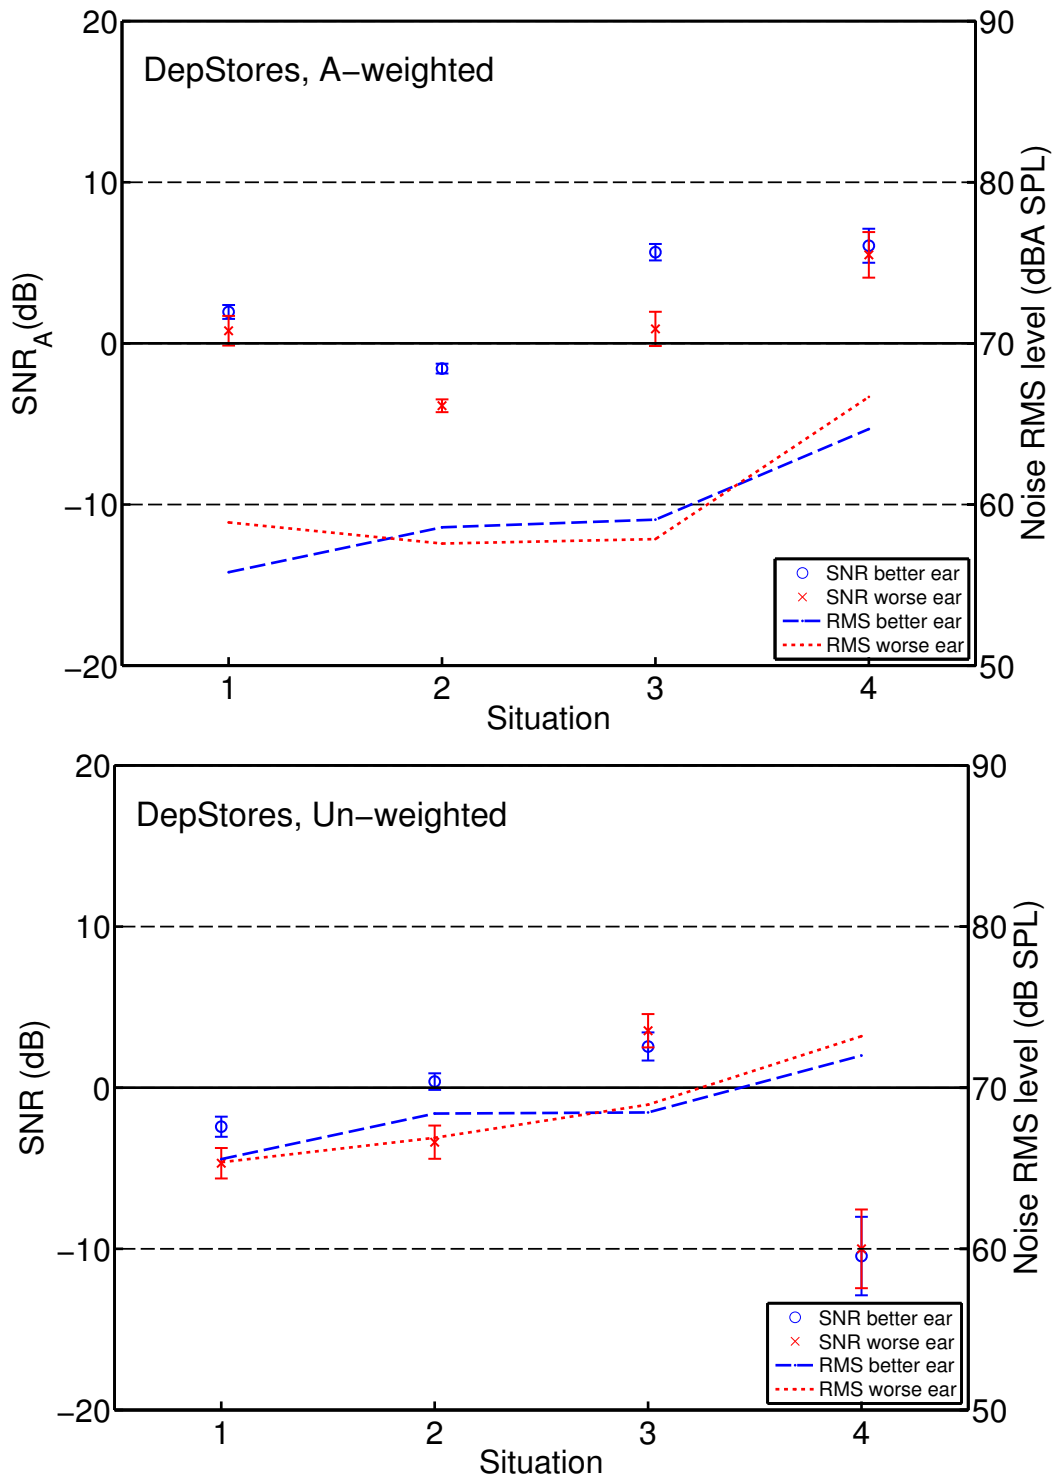 20
90
DepStores, A−weighted
10
80
SNR_A(dB)
0
70
Noise RMS level (dBA SPL)
−10
60
SNR better ear
SNR worse ear
RMS better ear
RMS worse ear
−20
50
1 2 3 4
Situation
20
90
DepStores, Un−weighted
10
80
SNR (dB)
0
70
Noise RMS level (dB SPL)
−10
60
SNR better ear
SNR worse ear
RMS better ear
RMS worse ear
−20
50
1 2 3 4
Situation